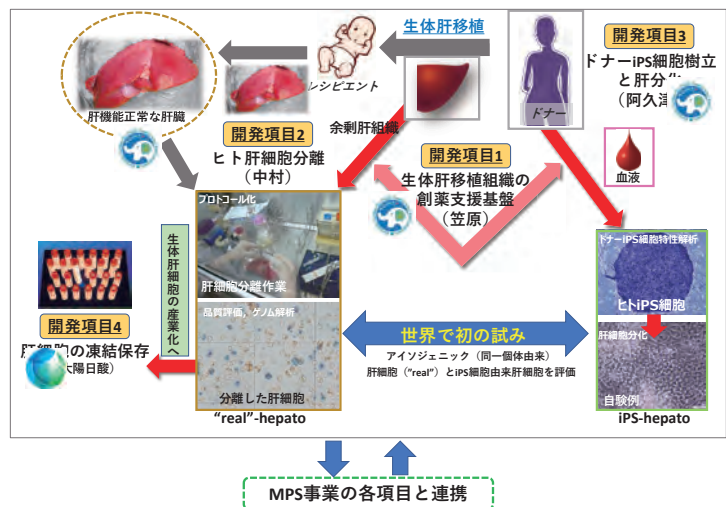 生体肝移植
開発項目3
ドナーiPS細胞樹立
と肝分化
(阿久津
ドナー
レシピエント
肝機能正常な肝臓
余剰肝組織
開発項目2
ヒト肝細胞分離
(中村)
開発項目1
生体肝移植組織の
創薬支援基盤
(笠原)
血液
プロトコール化
肝細胞分離作業
品質評価,ゲノム解析
分離した肝細胞
“real”-hepato
生体肝細胞の産業化へ
開発項目4
肝細胞の凍結保存
太陽日酸)
世界で初の試み
アイソジェニック(同一個体由来)
肝細胞("real")とiPS細胞由来肝細胞を評価
ドナーiPS細胞特性解析
ヒトiPS細胞
肝細胞分化
自験例
iPS-hepato
MPS事業の各項目と連携